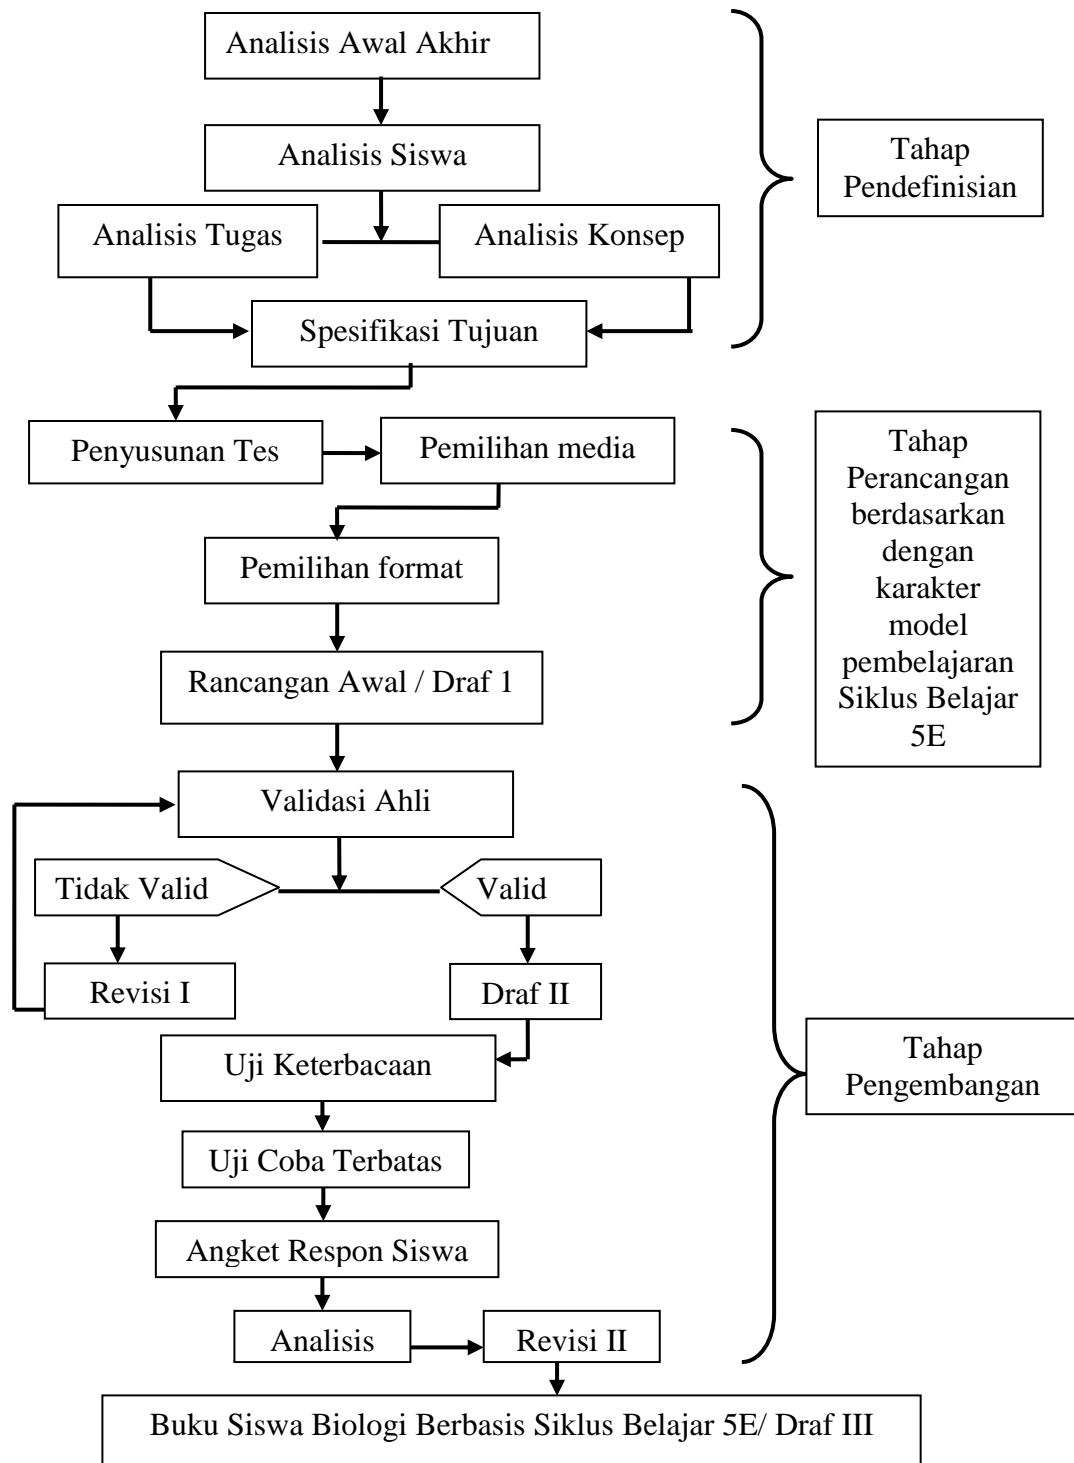 Analisis Awal Akhir
Analisis Siswa
Tahap
Pendefinisian
Analisis Tugas
Analisis Konsep
Spesifikasi Tujuan
Penyusunan Tes
Pemilihan media
Tahap
Perancangan
berdasarkan
dengan
karakter
model
pembelajaran
Siklus Belajar
5E
Pemilihan format
Rancangan Awal / Draf 1
Validasi Ahli
Tidak Valid
Valid
Revisi I
Draf II
Uji Keterbacaan
Tahap
Pengembangan
Uji Coba Terbatas
Angket Respon Siswa
Analisis
Revisi II
Buku Siswa Biologi Berbasis Siklus Belajar 5E/ Draf III